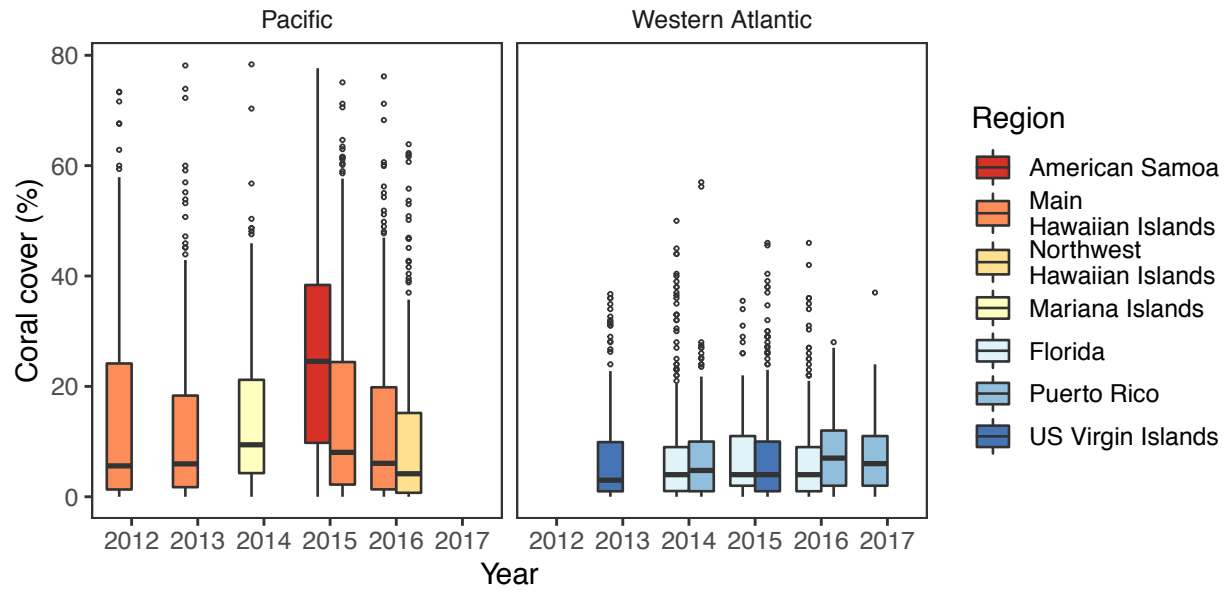 Pacific
Western Atlantic
Coral cover (%)
80
60
40
20
0
2012 2013 2014 2015 2016 2017
2012 2013 2014 2015 2016 2017
Year
Region
American Samoa
Main
Hawaiian Islands
Northwest
Hawaiian Islands
Mariana Islands
Florida
Puerto Rico
US Virgin Islands